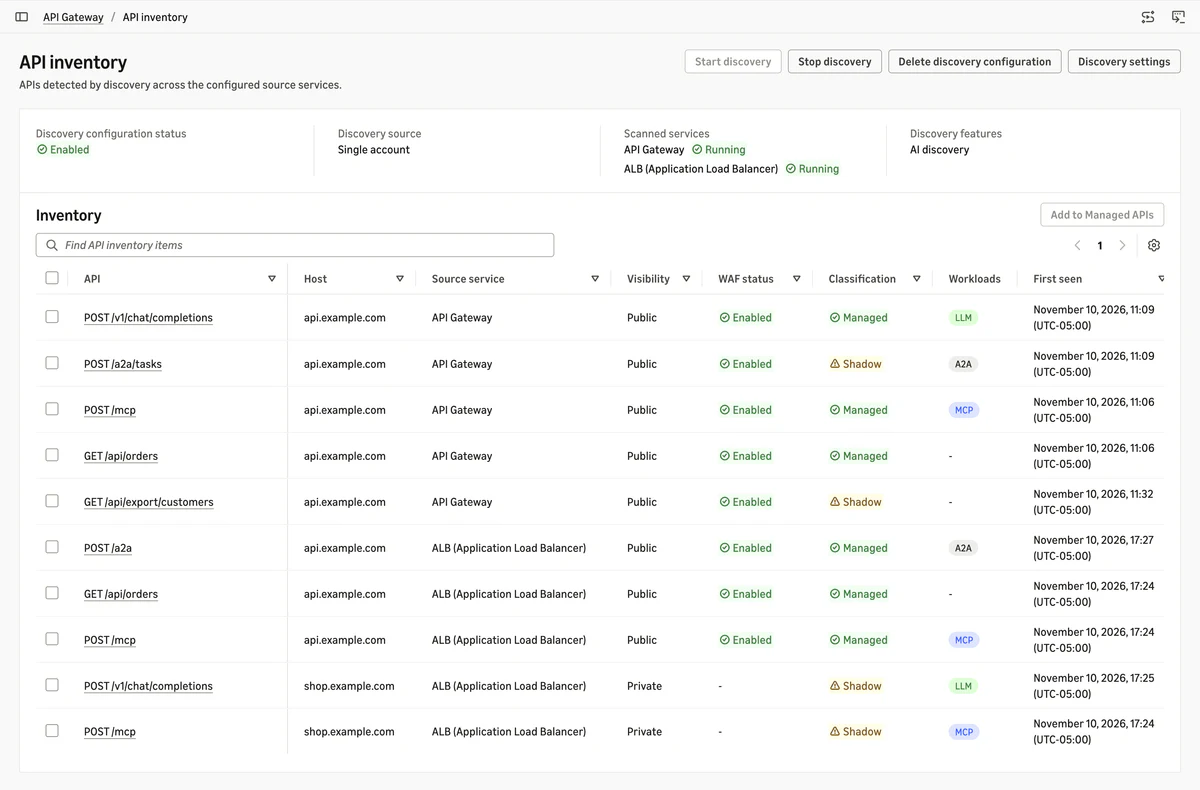 API Gateway / API inventory
API inventory
Start discovery Stop discovery Delete discovery configuration Discovery settings
APIs detected by discovery across the configured source services.
Discovery configuration status Discovery source Scanned services Discovery features
Enabled Single account API Gateway Running AI discovery
ALB (Application Load Balancer) Running
Inventory
Add to Managed APIs
Find API inventory items
1
API Host Source service Visibility WAF status Classification Workloads First seen
POST /v1/chat/completions api.example.com API Gateway Public Enabled Managed LLM November 10, 2026, 11:09
(UTC-05:00)
POST /a2a/tasks api.example.com API Gateway Public Enabled Shadow A2A November 10, 2026, 11:09
(UTC-05:00)
POST /mcp api.example.com API Gateway Public Enabled Managed MCP November 10, 2026, 11:06
(UTC-05:00)
GET /api/orders api.example.com API Gateway Public Enabled Managed - November 10, 2026, 11:06
(UTC-05:00)
GET /api/export/customers api.example.com API Gateway Public Enabled Shadow - November 10, 2026, 11:32
(UTC-05:00)
POST /a2a api.example.com ALB (Application Load Balancer) Public Enabled Managed A2A November 10, 2026, 17:27
(UTC-05:00)
GET /api/orders api.example.com ALB (Application Load Balancer) Public Enabled Managed - November 10, 2026, 17:24
(UTC-05:00)
POST /mcp api.example.com ALB (Application Load Balancer) Public Enabled Managed MCP November 10, 2026, 17:24
(UTC-05:00)
POST /v1/chat/completions shop.example.com ALB (Application Load Balancer) Private - Shadow LLM November 10, 2026, 17:25
(UTC-05:00)
POST /mcp shop.example.com ALB (Application Load Balancer) Private - Shadow MCP November 10, 2026, 17:24
(UTC-05:00)